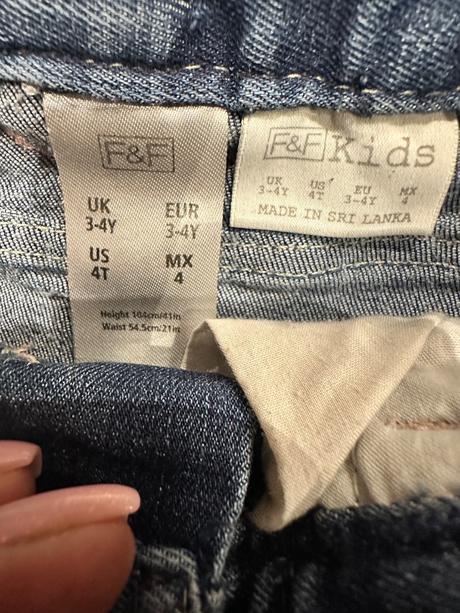 F&F
UK EUR
3-4Y 3-4Y
US MX
4T 4
Height 104cm/41in
Waist 54.5cm/21in
F&F Kids
UK US EU MX
3-4Y 4T 3-4Y 4
MADE IN SRI LANKA